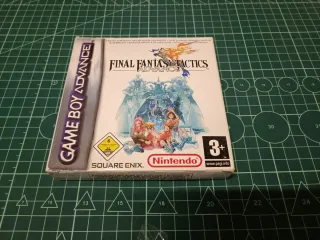 GAME BOY ADVANCE
FINAL FANTASY TACTICS
ADVANCE
SQUARE ENIX.
Nintendo
3+
www.pegi.info